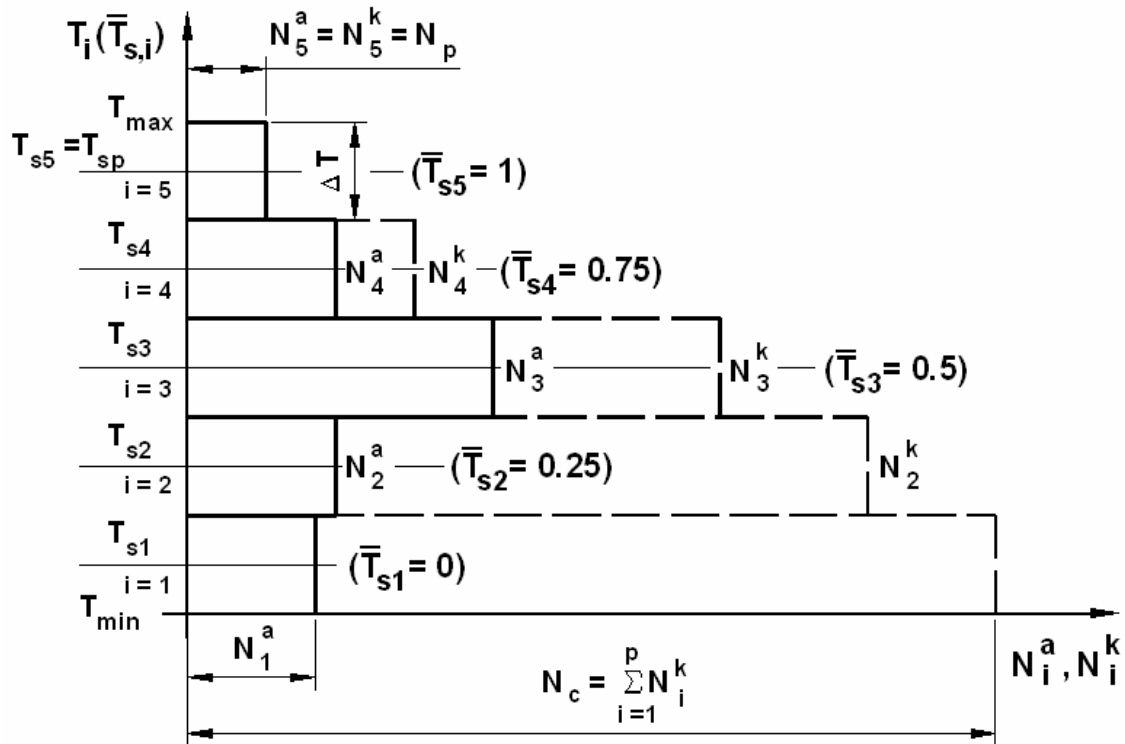 T_i(T̿_{s,i})
N_5^a = N_5^k = N_p
T_max
T_s5 = T_sp
i = 5
ΔT
(T̿_s5 = 1)
T_s4
i = 4
N_4^a
N_4^k
(T̿_s4 = 0.75)
T_s3
i = 3
N_3^a
N_3^k
(T̿_s3 = 0.5)
T_s2
i = 2
N_2^a
(T̿_s2 = 0.25)
N_2^k
T_s1
i = 1
(T̿_s1 = 0)
T_min
N_1^a
N_c = Σ_{i=1}^{p} N_i^k
N_i^a, N_i^k